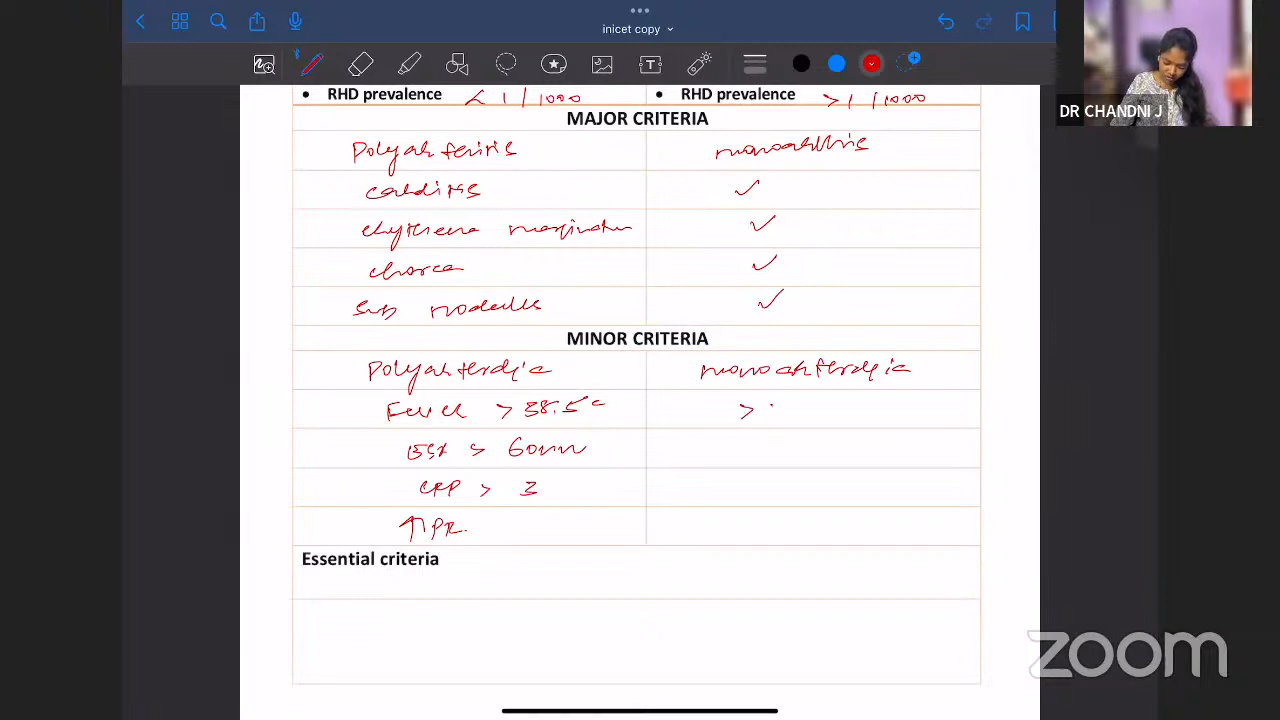 inicet copy
DR CHANDNI J
• RHD prevalence < 1/1000 • RHD prevalence >1/1000
MAJOR CRITERIA
Polyarthritis monoarthritis
carditis ✓
erythema marginatum ✓
chorea ✓
Sub nodules ✓
MINOR CRITERIA
Polyarthralgia monoarthralgia
Fever > 38.5°C >
ESR > 60mm
CRP > 3
↑PR
Essential criteria
zoom